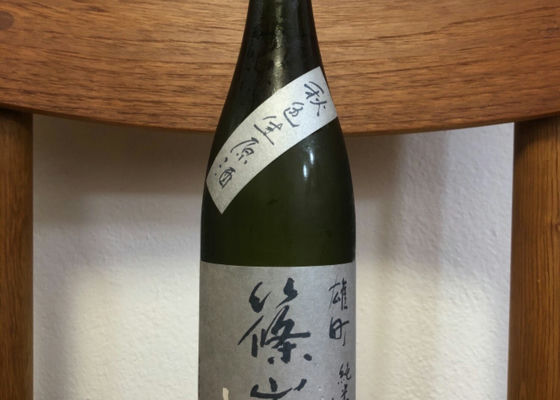 秋色生原酒
雄町 純米
篠